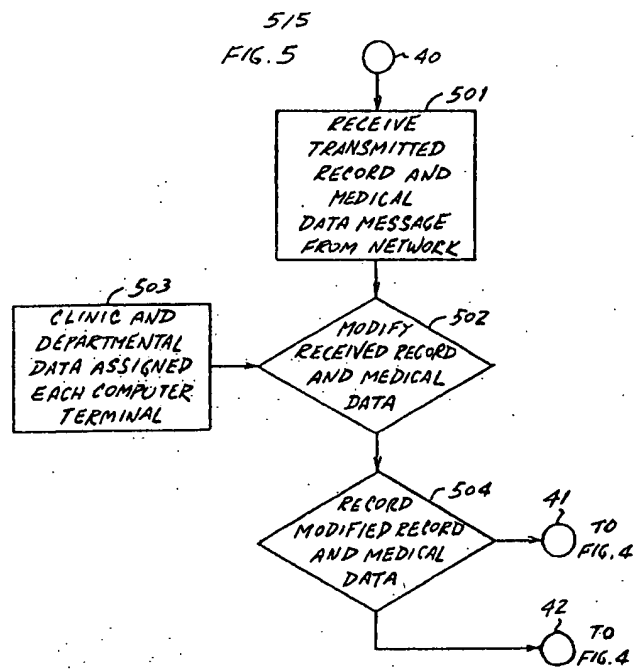 5/5
FIG. 5
40
501
RECEIVE
TRANSMITTED
RECORD AND
MEDICAL
DATA MESSAGE
FROM NETWORK
503
CLINIC AND
DEPARTMENTAL
DATA ASSIGNED
EACH COMPUTER
TERMINAL
502
MODIFY
RECEIVED RECORD
AND MEDICAL
DATA
504
RECORD
MODIFIED RECORD
AND MEDICAL
DATA
41
TO
FIG. 4
42
TO
FIG. 4